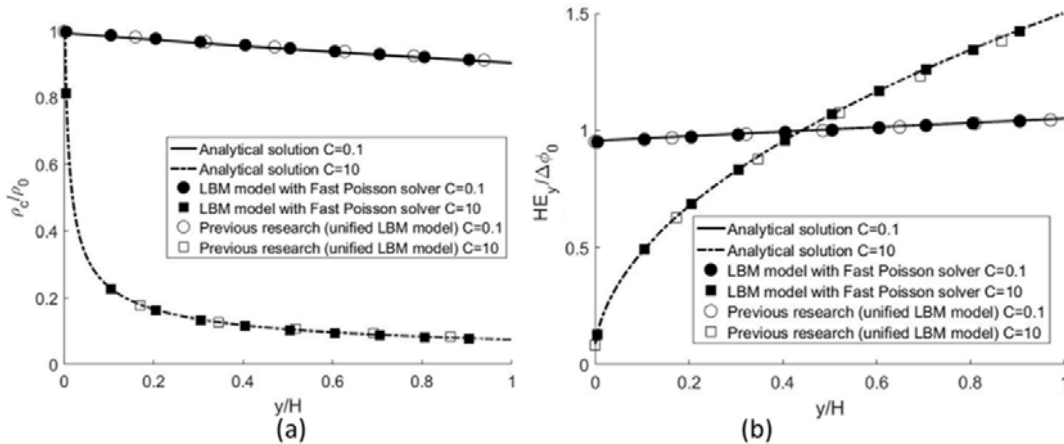 1
0.8
0.6
0.4
0.2
0
ρc/ρ0
Analytical solution C=0.1
Analytical solution C=10
LBM model with Fast Poisson solver C=0.1
LBM model with Fast Poisson solver C=10
Previous research (unified LBM model) C=0.1
Previous research (unified LBM model) C=10
0 0.2 0.4 0.6 0.8 1
y/H
(a)
1.5
1
0.5
0
HEy/Δϕ0
Analytical solution C=0.1
Analytical solution C=10
LBM model with Fast Poisson solver C=0.1
LBM model with Fast Poisson solver C=10
Previous research (unified LBM model) C=0.1
Previous research (unified LBM model) C=10
0 0.2 0.4 0.6 0.8 1
y/H
(b)